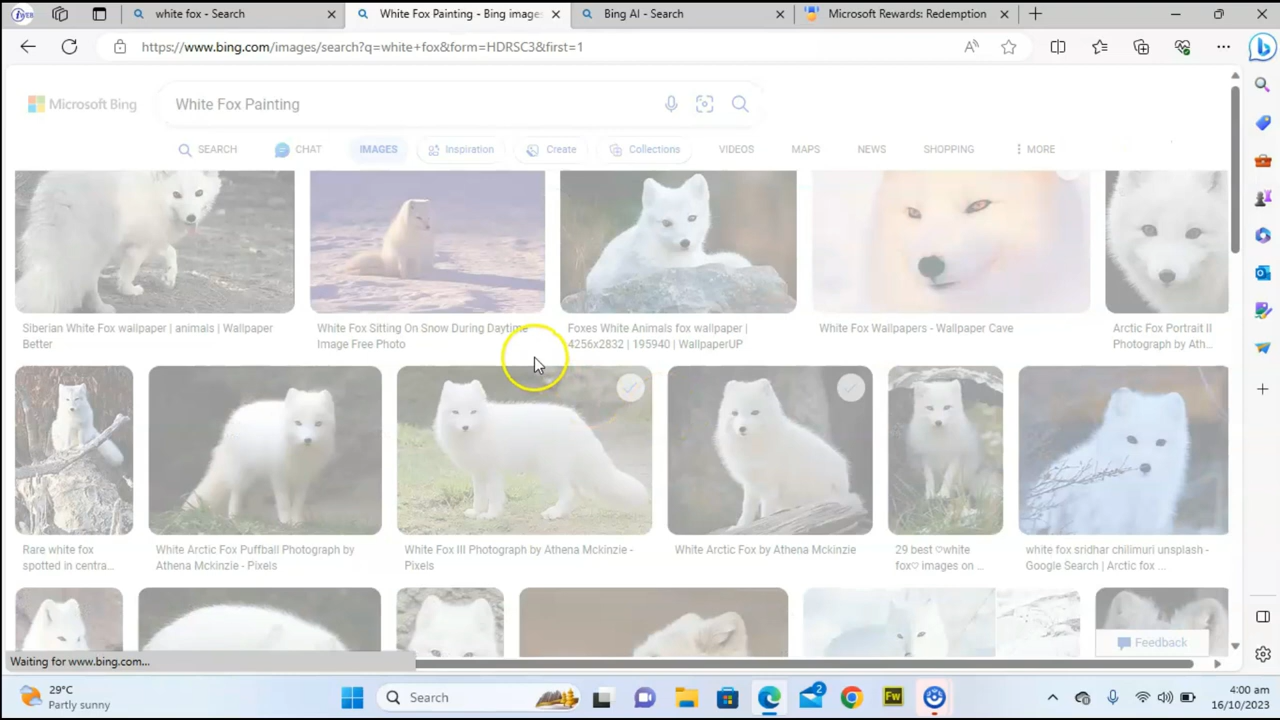 iWER
white fox - Search
White Fox Painting - Bing images
Bing AI - Search
Microsoft Rewards: Redemption
https://www.bing.com/images/search?q=white+fox&form=HDRSC3&first=1
Microsoft Bing
White Fox Painting
SEARCH
CHAT
IMAGES
Inspiration
Create
Collections
VIDEOS
MAPS
NEWS
SHOPPING
MORE
Siberian White Fox wallpaper | animals | Wallpaper
Better
White Fox Sitting On Snow During Daytime
Image Free Photo
Foxes White Animals fox wallpaper |
4256x2832 | 195940 | WallpaperUP
White Fox Wallpapers - Wallpaper Cave
Arctic Fox Portrait II
Photograph by Ath...
Rare white fox
spotted in centra...
White Arctic Fox Puffball Photograph by
Athena Mckinzie - Pixels
White Fox III Photograph by Athena Mckinzie -
Pixels
White Arctic Fox by Athena Mckinzie
29 best ♡white
fox♡ images on ...
white fox sridhar chilimuri unsplash -
Google Search | Arctic fox ...
Feedback
Waiting for www.bing.com...
29°C
Partly sunny
Search
2
Fw
4:00 am
16/10/2023